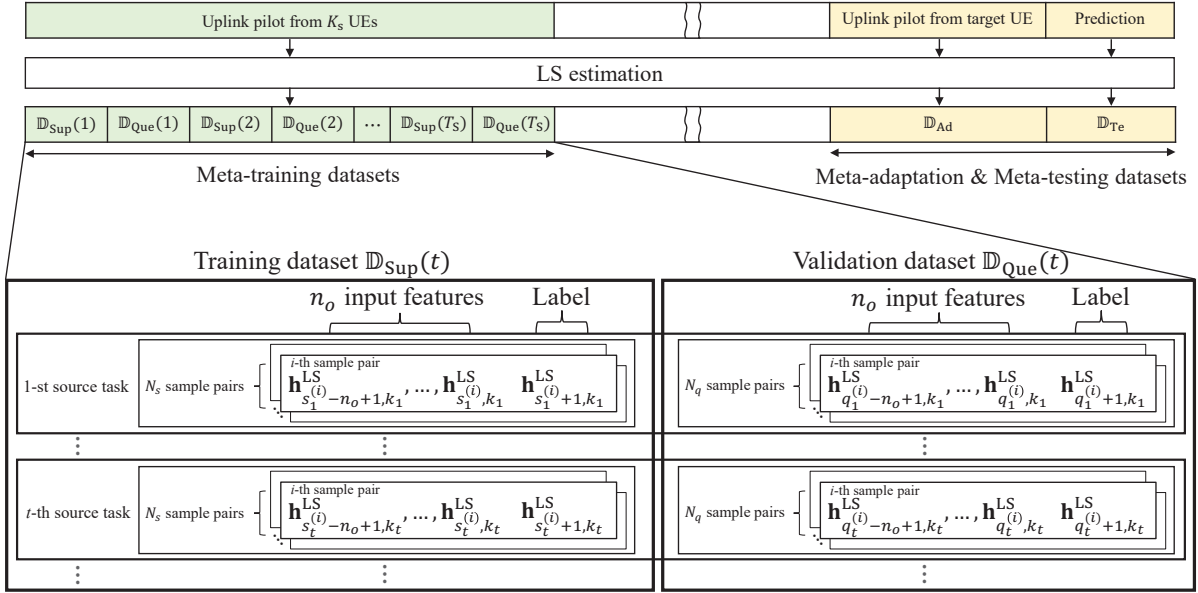 Uplink pilot from K_s UEs Uplink pilot from target UE Prediction
LS estimation
𝔻_Sup(1) 𝔻_Que(1) 𝔻_Sup(2) 𝔻_Que(2) ... 𝔻_Sup(T_S) 𝔻_Que(T_S) 𝔻_Ad 𝔻_Te
Meta-training datasets
Meta-adaptation & Meta-testing datasets
Training dataset 𝔻_Sup(t)
n_o input features Label
1-st source task
N_s sample pairs
i-th sample pair
𝐡^LS_{s_1^(i)−n_o+1,k_1}, …, 𝐡^LS_{s_1^(i),k_1} 𝐡^LS_{s_1^(i)+1,k_1}
t-th source task
N_s sample pairs
i-th sample pair
𝐡^LS_{s_t^(i)−n_o+1,k_t}, …, 𝐡^LS_{s_t^(i),k_t} 𝐡^LS_{s_t^(i)+1,k_t}
Validation dataset 𝔻_Que(t)
n_o input features Label
N_q sample pairs
i-th sample pair
𝐡^LS_{q_1^(i)−n_o+1,k_1}, …, 𝐡^LS_{q_1^(i),k_1} 𝐡^LS_{q_1^(i)+1,k_1}
N_q sample pairs
i-th sample pair
𝐡^LS_{q_t^(i)−n_o+1,k_t}, …, 𝐡^LS_{q_t^(i),k_t} 𝐡^LS_{q_t^(i)+1,k_t}